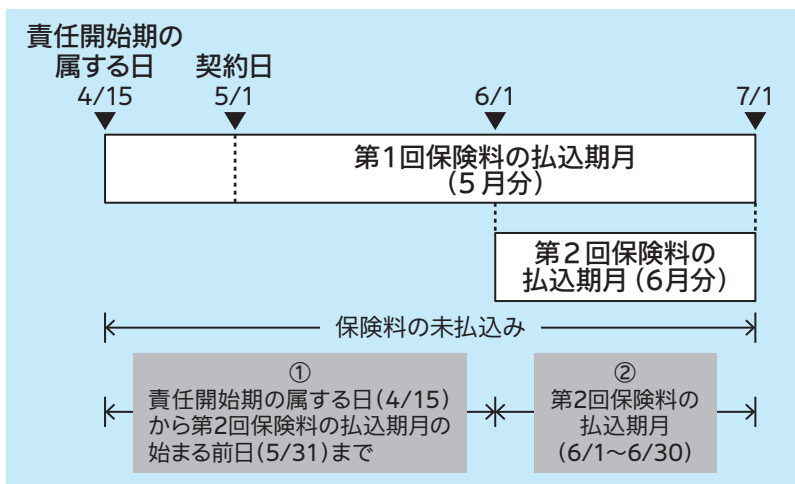 責任開始期の
属する日
契約日
4/15
5/1
6/1
7/1
第1回保険料の払込期月
(5月分)
第2回保険料の
払込期月(6月分)
保険料の未払込み
①
責任開始期の属する日(4/15)
から第2回保険料の払込期月の
始まる前日(5/31)まで
②
第2回保険料の
払込期月
(6/1~6/30)